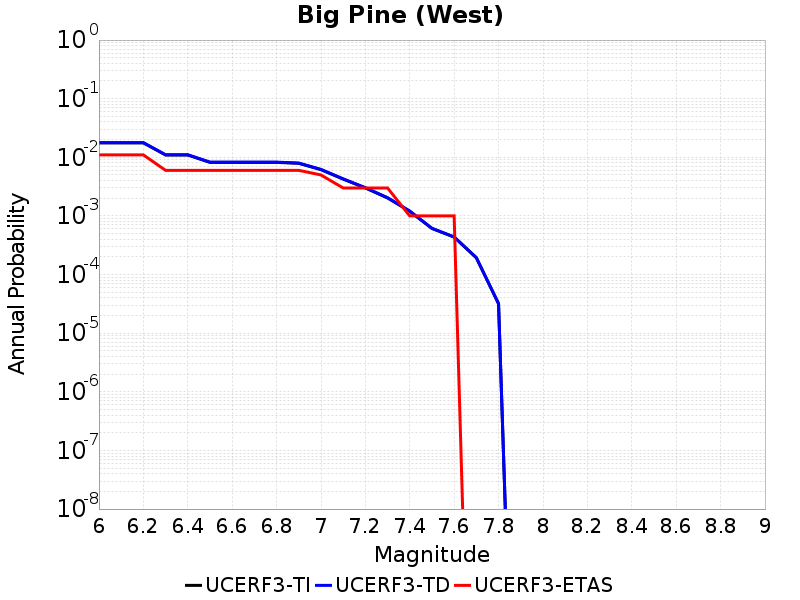 Big Pine (West)
Annual Probability
10^0
10^-1
10^-2
10^-3
10^-4
10^-5
10^-6
10^-7
10^-8
6 6.2 6.4 6.6 6.8 7 7.2 7.4 7.6 7.8 8 8.2 8.4 8.6 8.8 9
Magnitude
UCERF3-TI UCERF3-TD UCERF3-ETAS